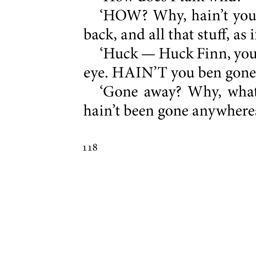 ‘HOW? Why, hain’t you
back, and all that stuff, as
‘Huck — Huck Finn, you
eye. HAIN’T you ben gone
‘Gone away? Why, what
hain’t been gone anywhere
118